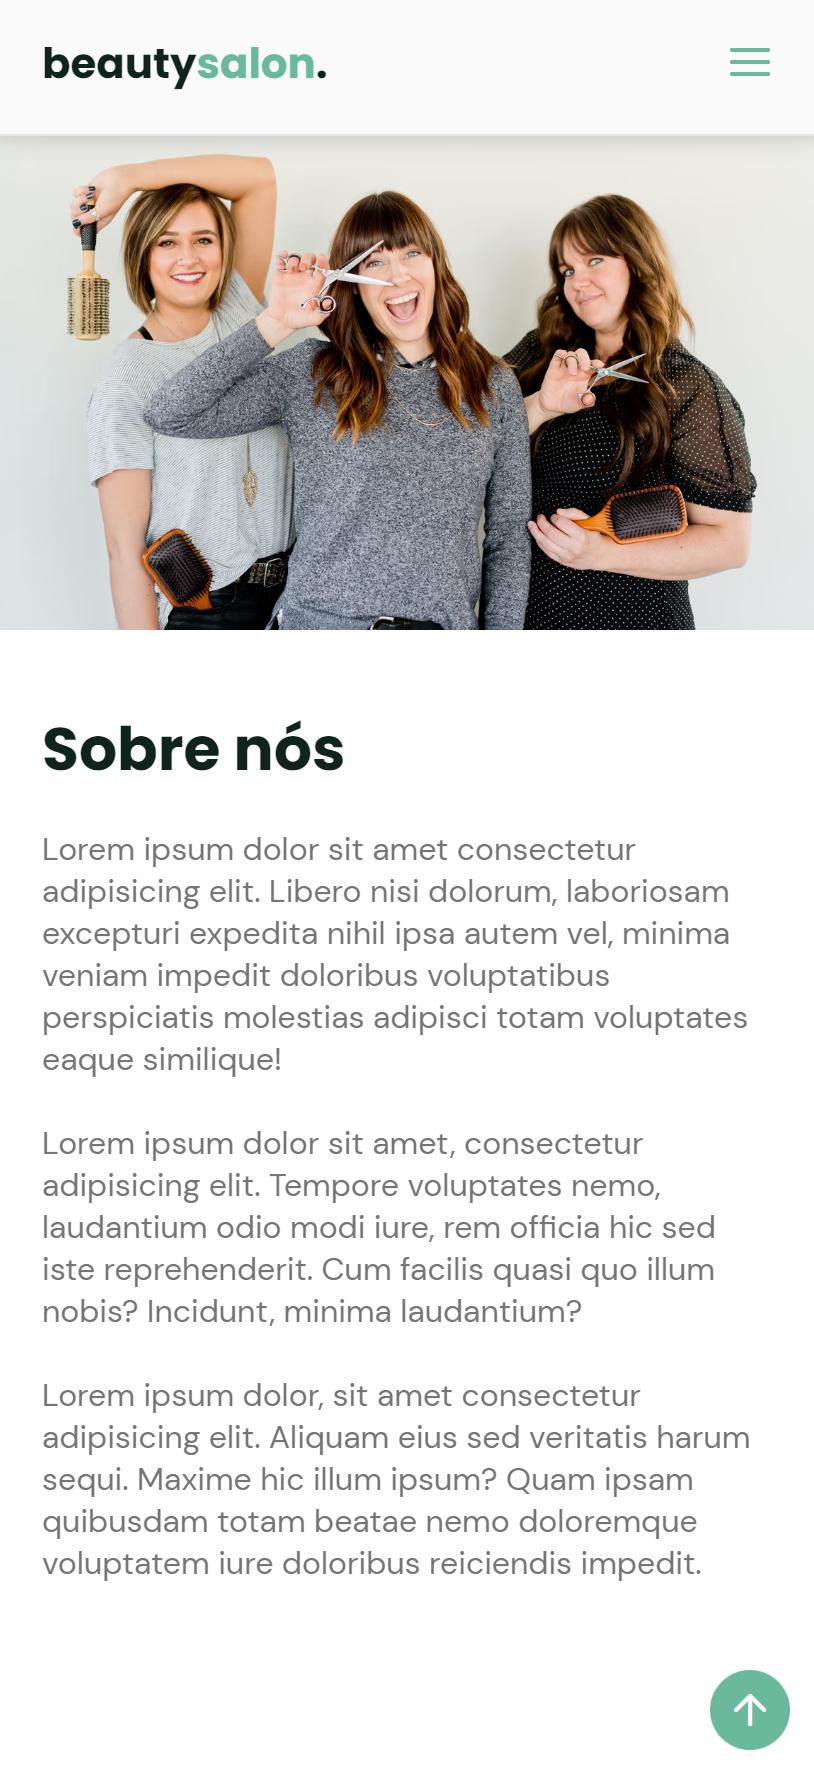 beautysalon.
Sobre nós
Lorem ipsum dolor sit amet consectetur
adipisicing elit. Libero nisi dolorum, laboriosam
excepturi expedita nihil ipsa autem vel, minima
veniam impedit doloribus voluptatibus
perspiciatis molestias adipisci totam voluptates
eaque similique!
Lorem ipsum dolor sit amet, consectetur
adipisicing elit. Tempore voluptates nemo,
laudantium odio modi iure, rem officia hic sed
iste reprehenderit. Cum facilis quasi quo illum
nobis? Incidunt, minima laudantium?
Lorem ipsum dolor, sit amet consectetur
adipisicing elit. Aliquam eius sed veritatis harum
sequi. Maxime hic illum ipsum? Quam ipsam
quibusdam totam beatae nemo doloremque
voluptatem iure doloribus reiciendis impedit.